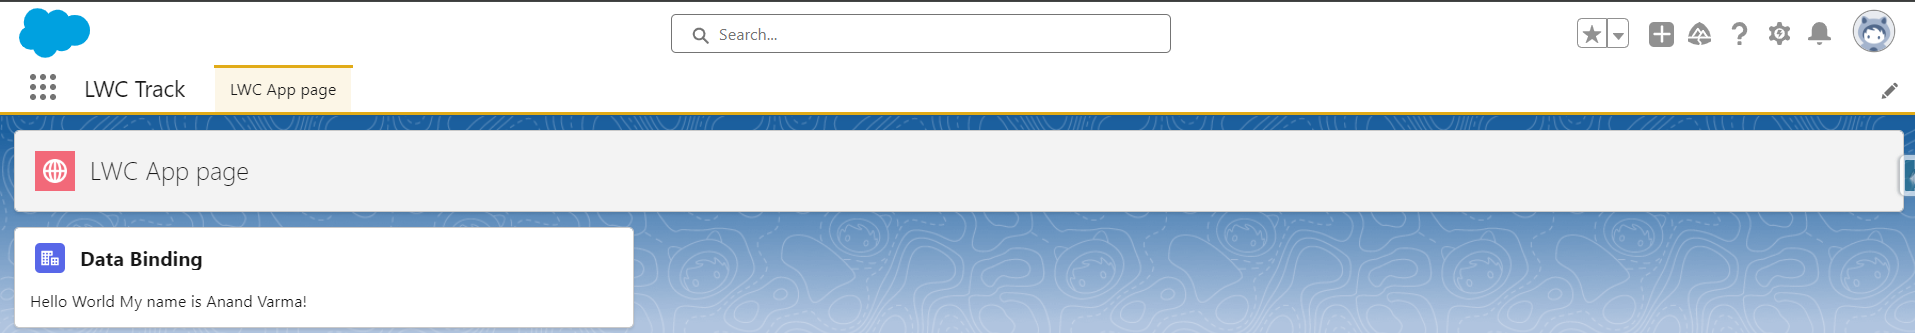 Search...
LWC Track
LWC App page
LWC App page
Data Binding
Hello World My name is Anand Varma!